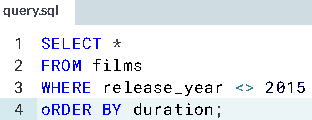 query.sql
1 SELECT *
2 FROM films
3 WHERE release_year <> 2015
4 oRDER BY duration;